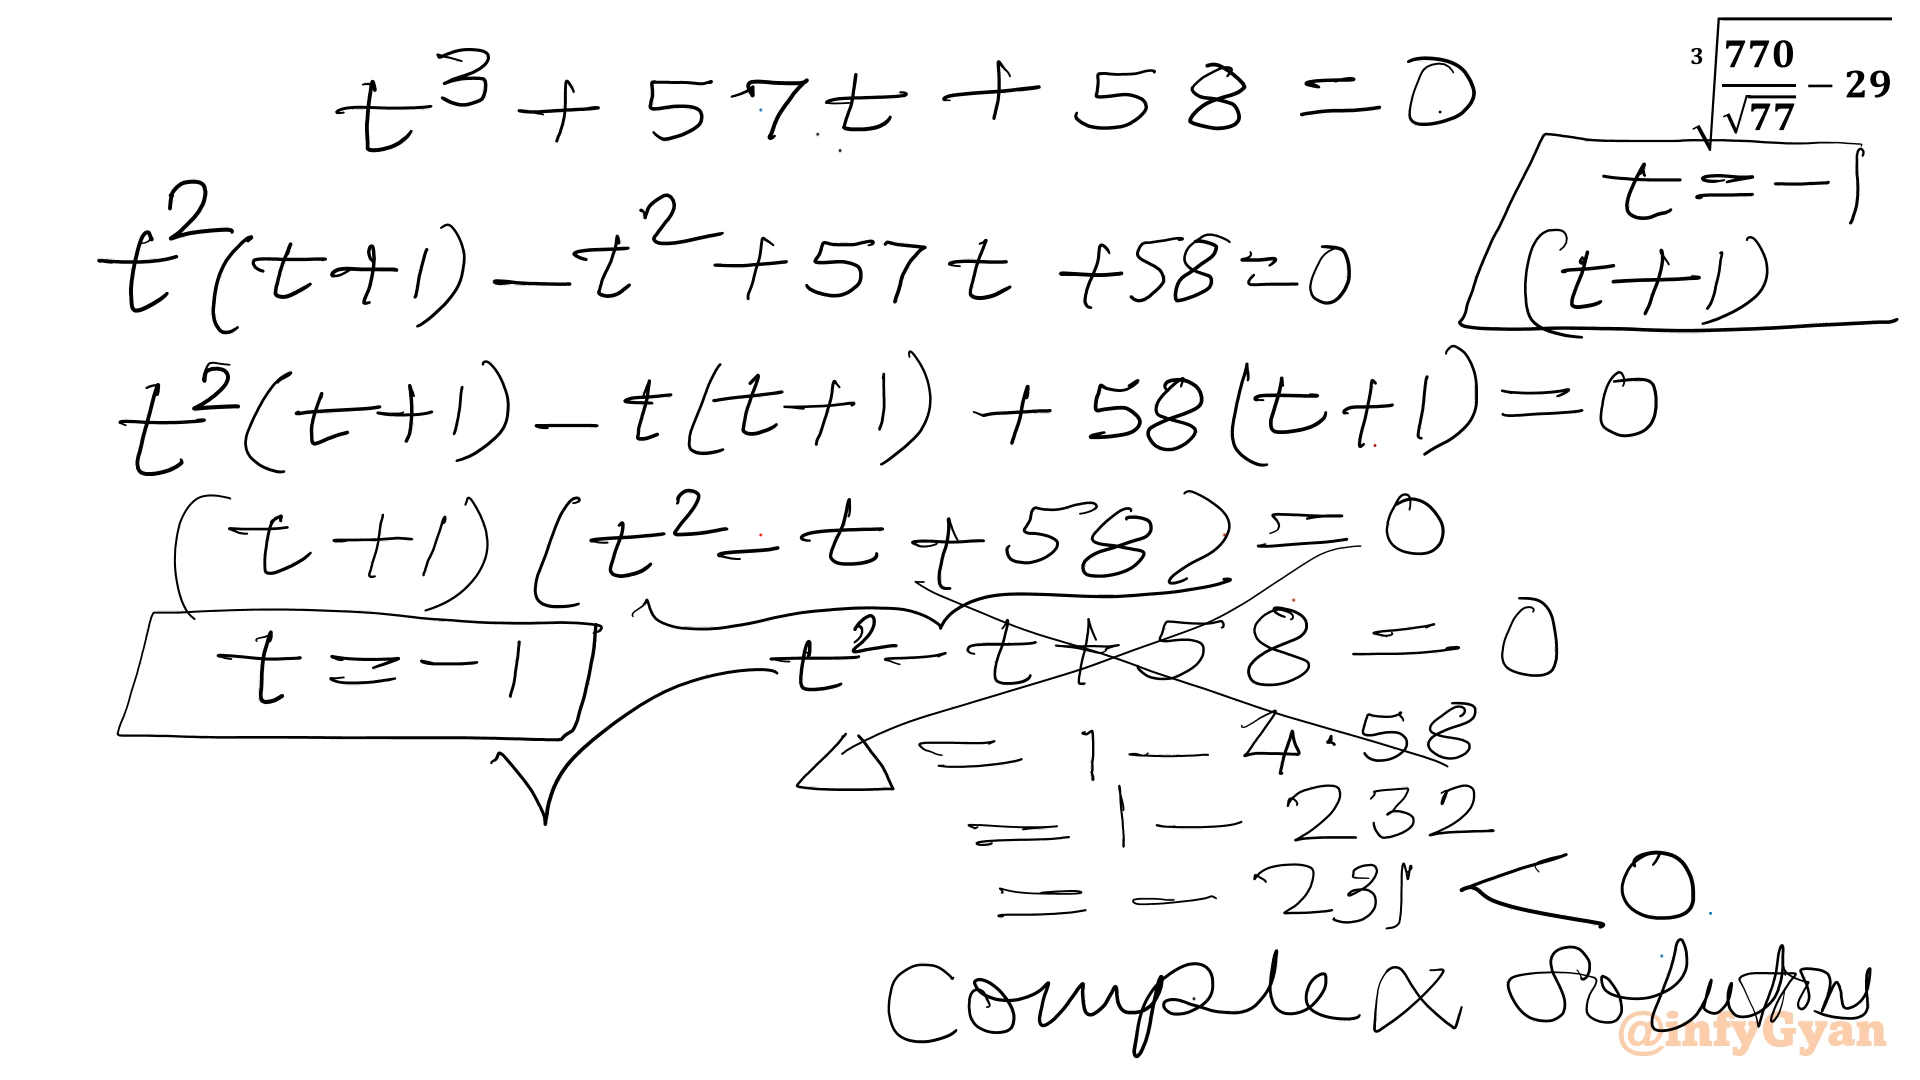 t³ + 57t + 58 = 0
∛(770/√77 − 29)
t = −1
(t+1)
t²(t+1) − t² + 57t + 58 = 0
t²(t+1) − t(t+1) + 58(t+1) = 0
(t+1)(t² − t + 58) = 0
t = −1
t² − t + 58 = 0
△ = 1 − 4·58
= 1 − 232
= − 231 < 0
Complex Solutions
@infyGyan